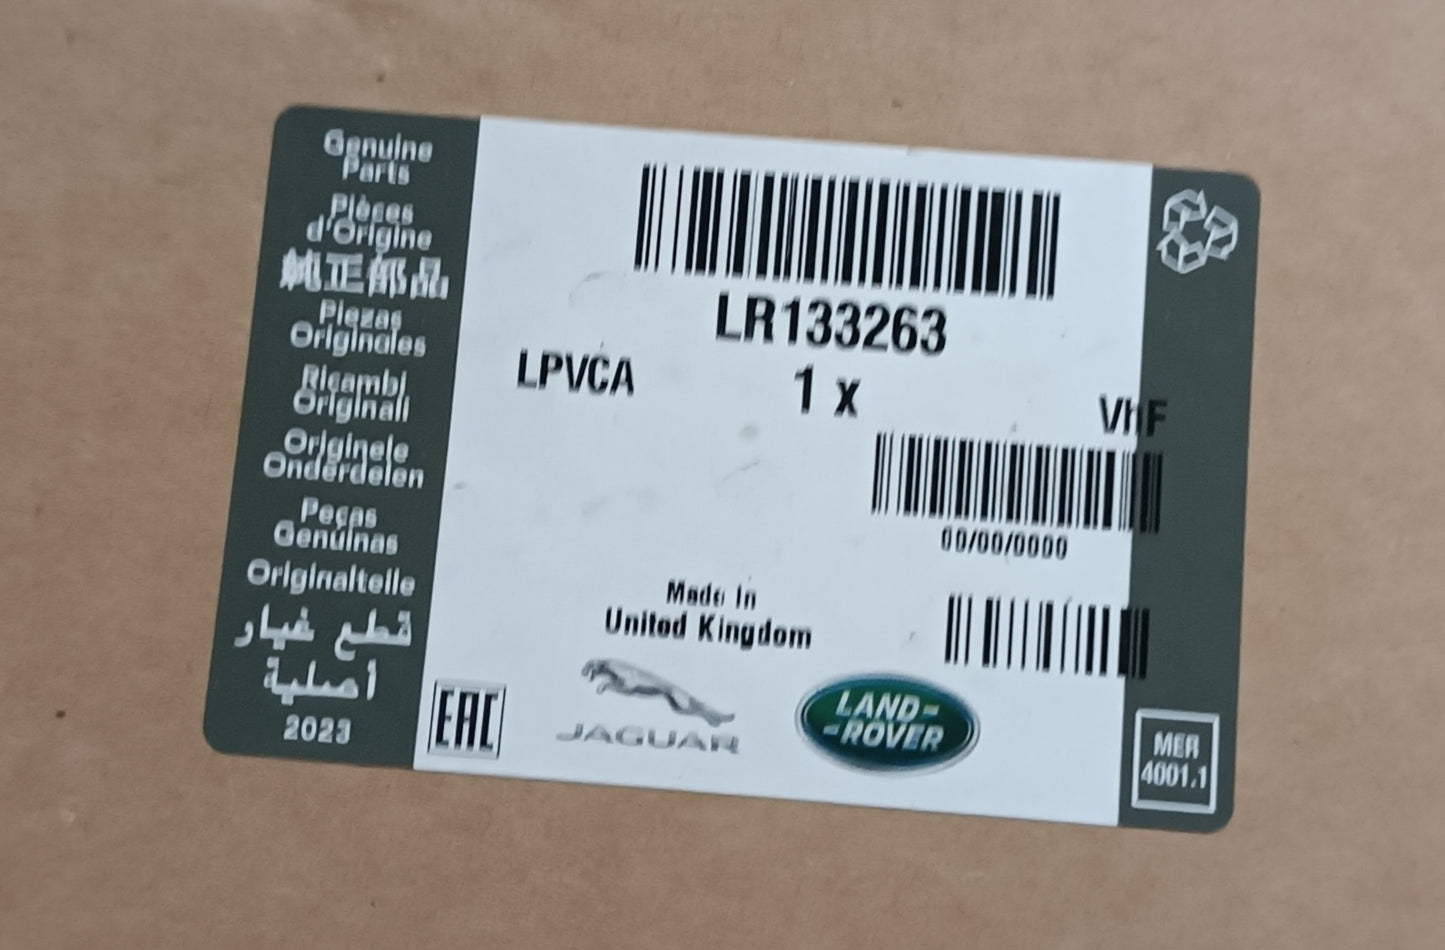 Genuine
Parts
Pièces
d'Origine
純正部品
Piezas
Originales
Ricambi
Originali
Originele
Onderdelen
Peças
Genuínas
Originalteile
قطع غيار
أصلية
2023
LR133263
LPVCA
1 x
VhF
00/00/0000
Made in
United Kingdom
EAC
JAGUAR
LAND-
-ROVER
MER
4001.1